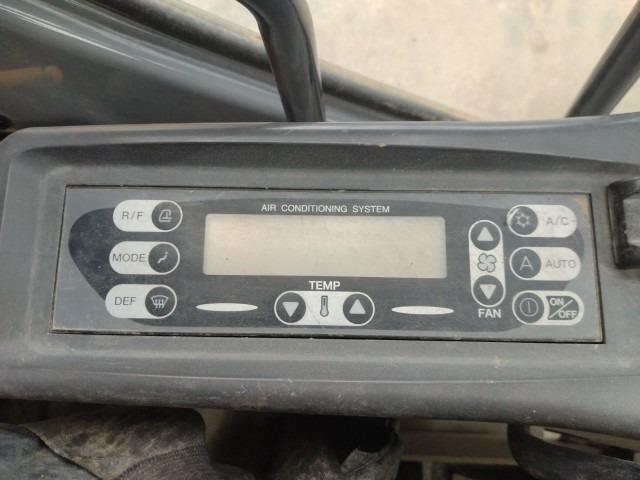 AIR CONDITIONING SYSTEM
R/F
MODE
DEF
TEMP
FAN
A/C
A AUTO
ON/OFF